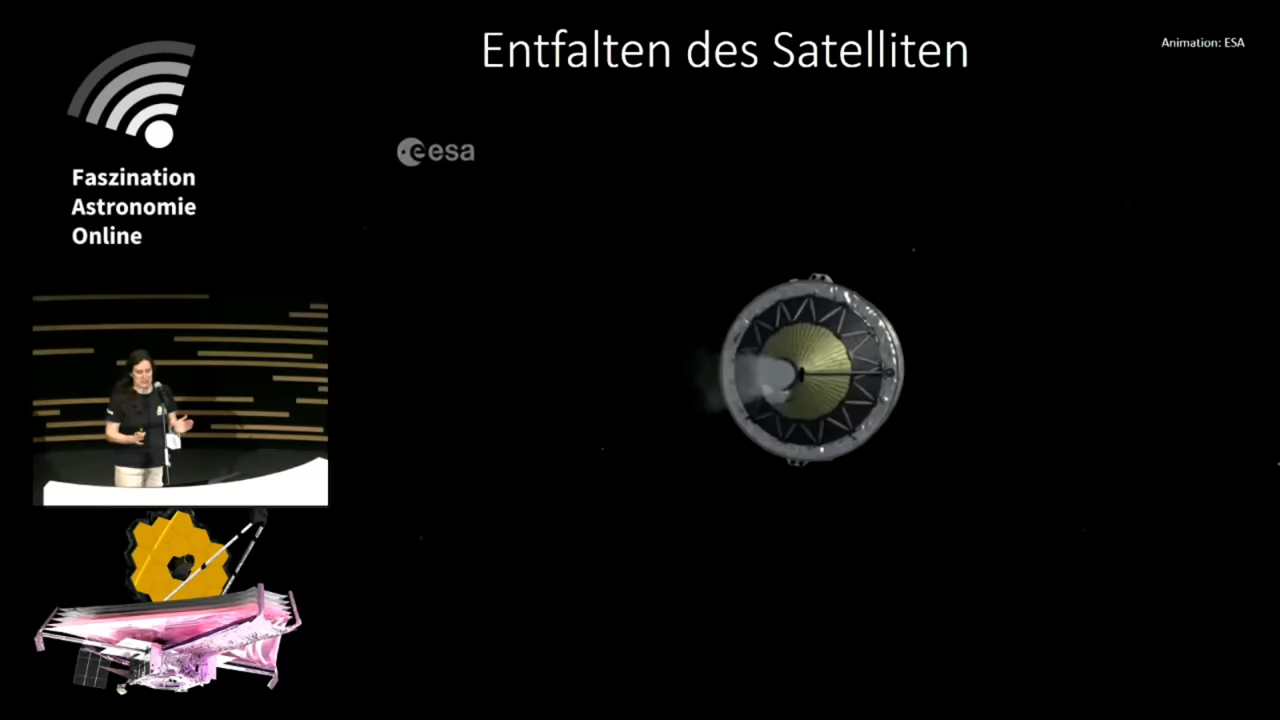 Entfalten des Satelliten
Animation: ESA
esa
Faszination
Astronomie
Online